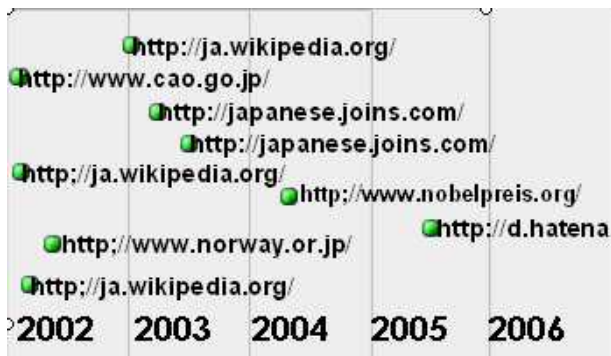 http://ja.wikipedia.org/
http://www.cao.go.jp/
http://japanese.joins.com/
http://japanese.joins.com/
http;//ja.wikipedia.org/
http;//www.nobelpreis.org/
http://d.hatena
http;//www.norway.or.jp/
http;//ja.wikipedia.org/
2002 2003 2004 2005 2006